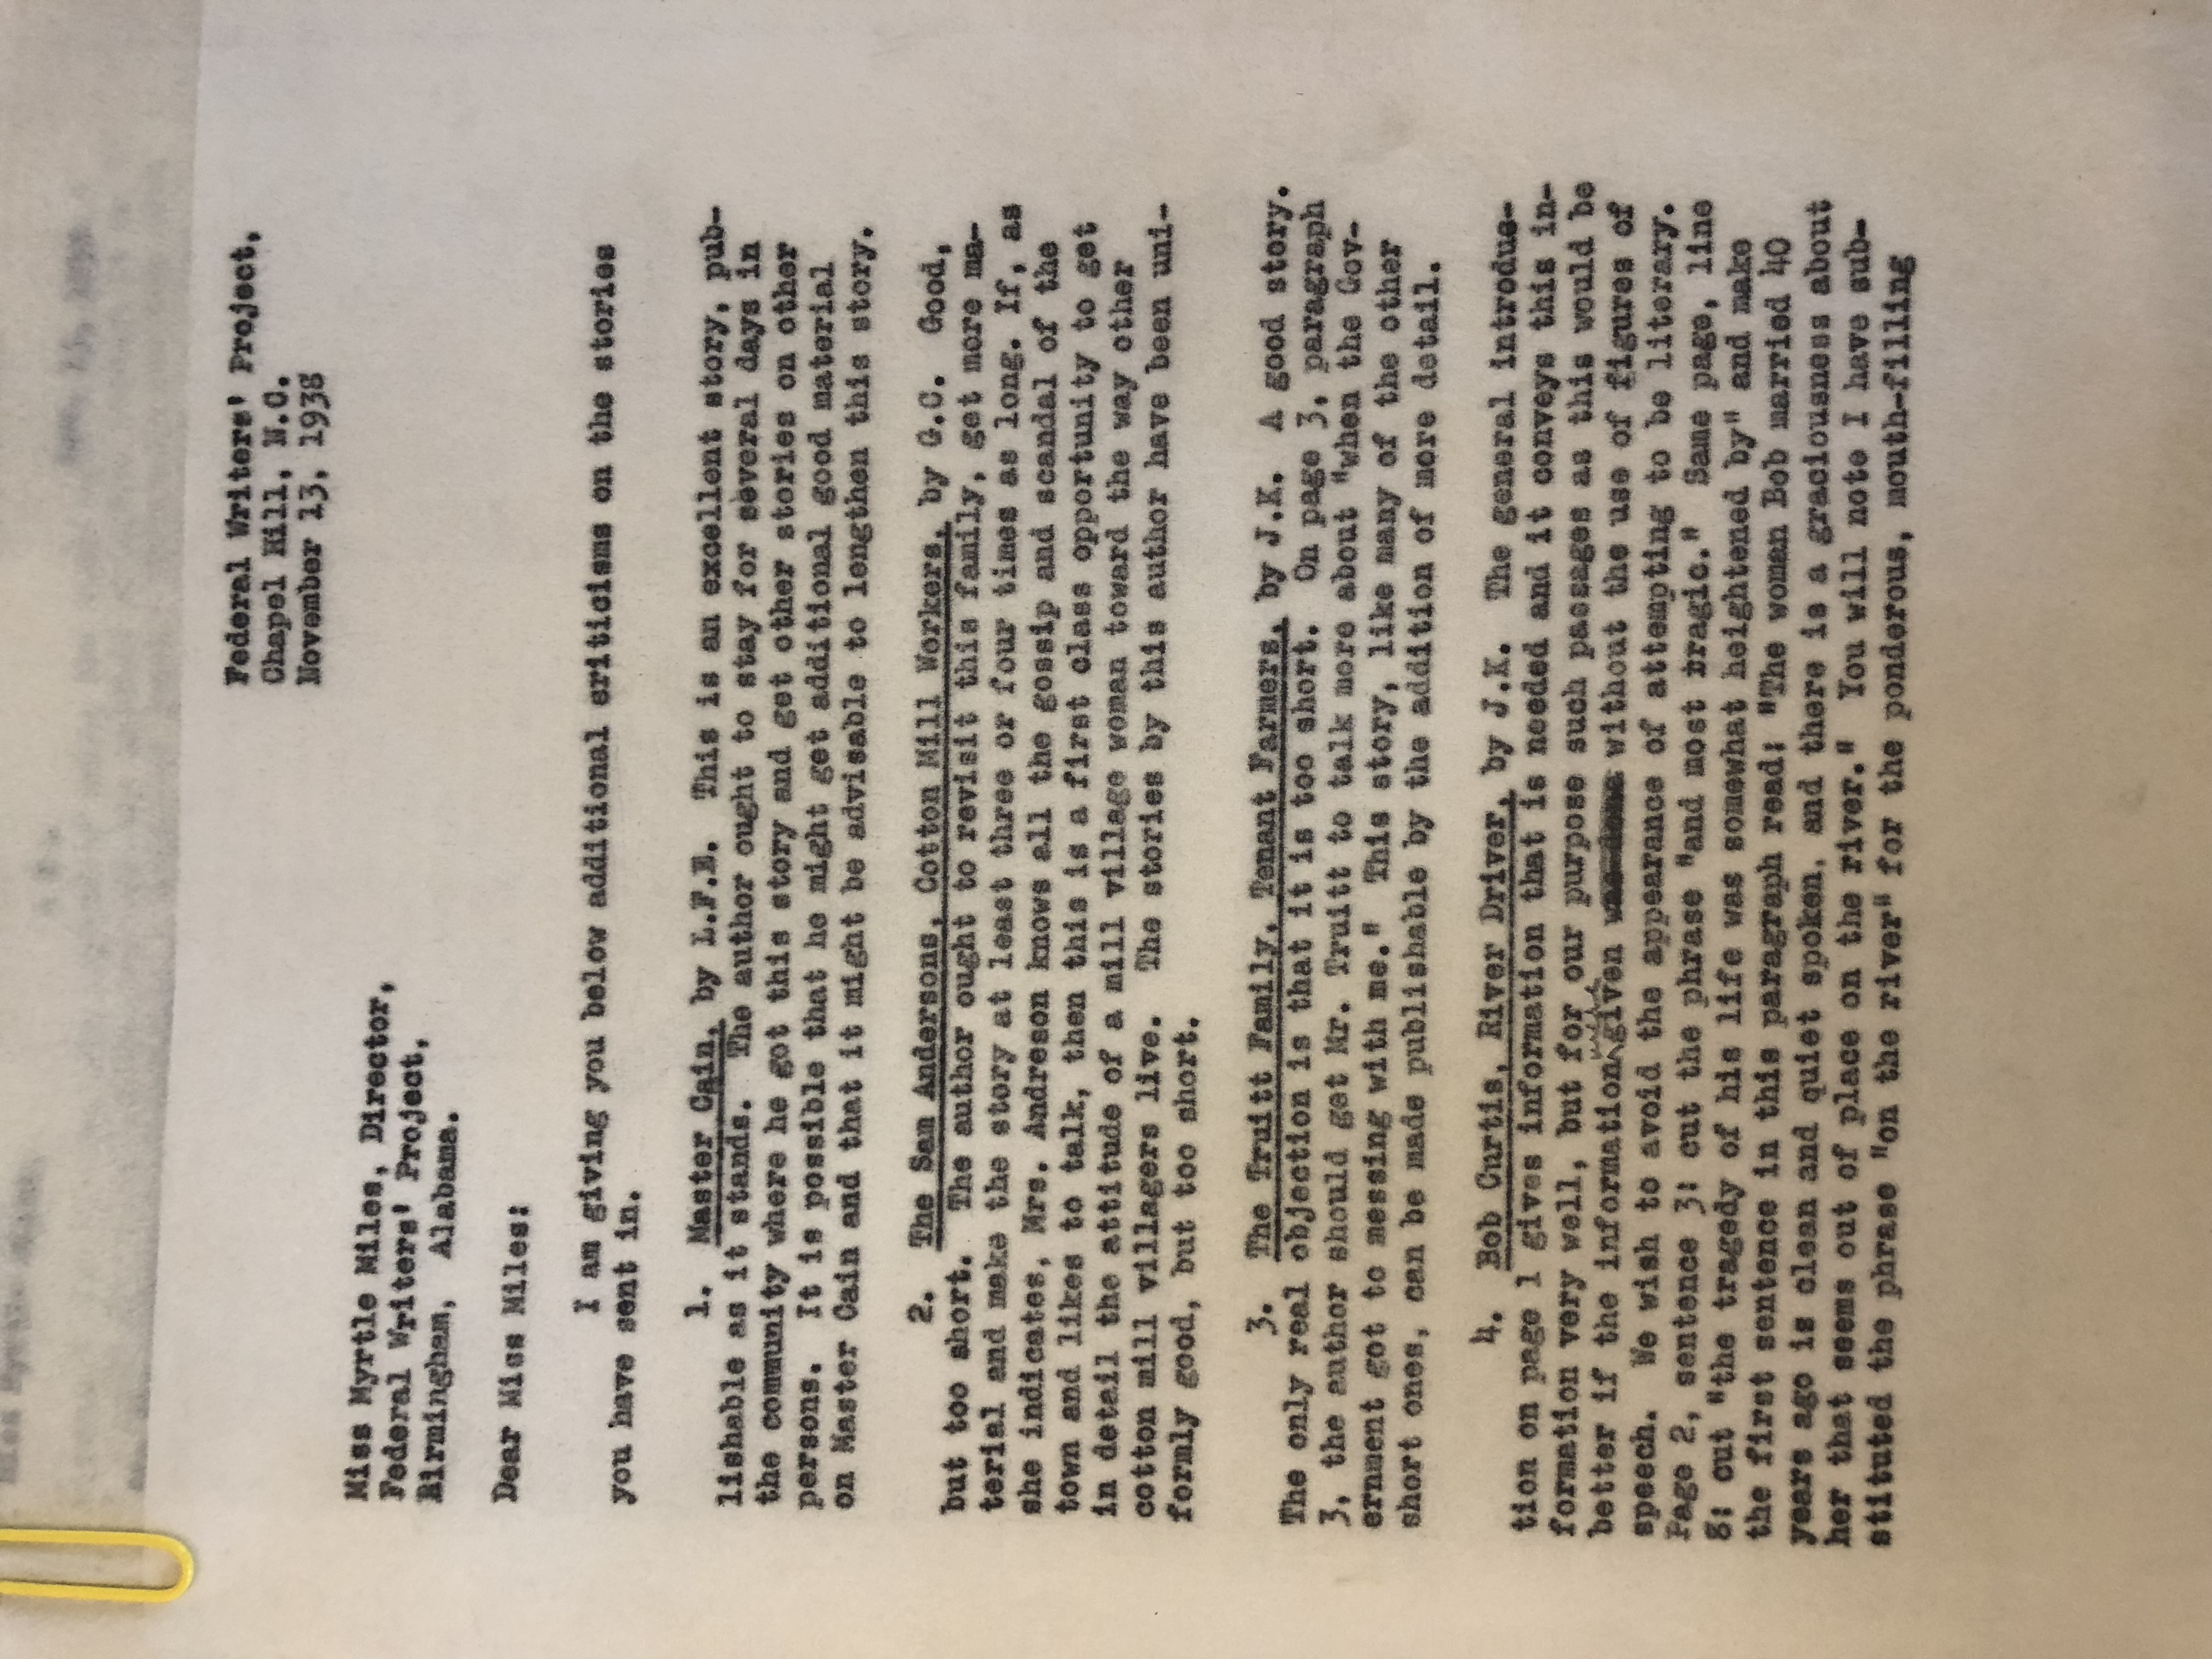 Miss Myrtle
Nov. 13, 1938
Federal Writers' Project,
Chapel Hill, N.C.
November 13, 1938
Miss Myrtle Miles, Director,
Federal Writers' Project,
Birmingham, Alabama.
Dear Miss Miles:
I am giving you below additional criticisms on the stories
you have sent in.
1. Master Cain, by L.F.E. This is an excellent story, pub-
lishable as it stands. The author ought to stay for several days in
the community where he got this story and get other stories on other
persons. It is possible that he might get additional good material
on Master Cain and that it might be advisable to lengthen this story.
2. The Sam Andersons, Cotton Mill Workers, by G.C. Good,
but too short. The author ought to revisit this family, get more ma-
terial and make the story at least three or four times as long. If, as
she indicates, Mrs. Andreson knows all the gossip and scandal of the
town and likes to talk, then this is a first class opportunity to get
in detail the attitude of a mill village woman toward the way other
cotton mill villagers live. The stories by this author have been uni-
formly good, but too short.
3. The Truitt Family, Tenant Farmers, by J.K. A good story.
The only real objection is that it is too short. On page 3, paragraph
3, the author should get Mr. Truitt to talk more about "when the Gov-
ernment got to messing with me." This story, like many of the other
short ones, can be made publishable by the addition of more detail.
4. Bob Curtis, River Driver, by J.K. The general introduc-
tion on page 1 gives information that is needed and it conveys this in-
formation very well, but for our purpose such passages as this would be
better if the information given was done without the use of figures of
speech. We wish to avoid the appearance of attempting to be literary.
Page 2, sentence 3: cut the phrase "and most tragic." Same page, line
8: cut "the tragedy of his life was somewhat heightened by" and make
the first sentence in this paragraph read: "The woman Bob married 40
years ago is clean and quiet spoken, and there is a graciousness about
her that seems out of place on the river." You will note I have sub-
stituted the phrase "on the river" for the ponderous, mouth-filling